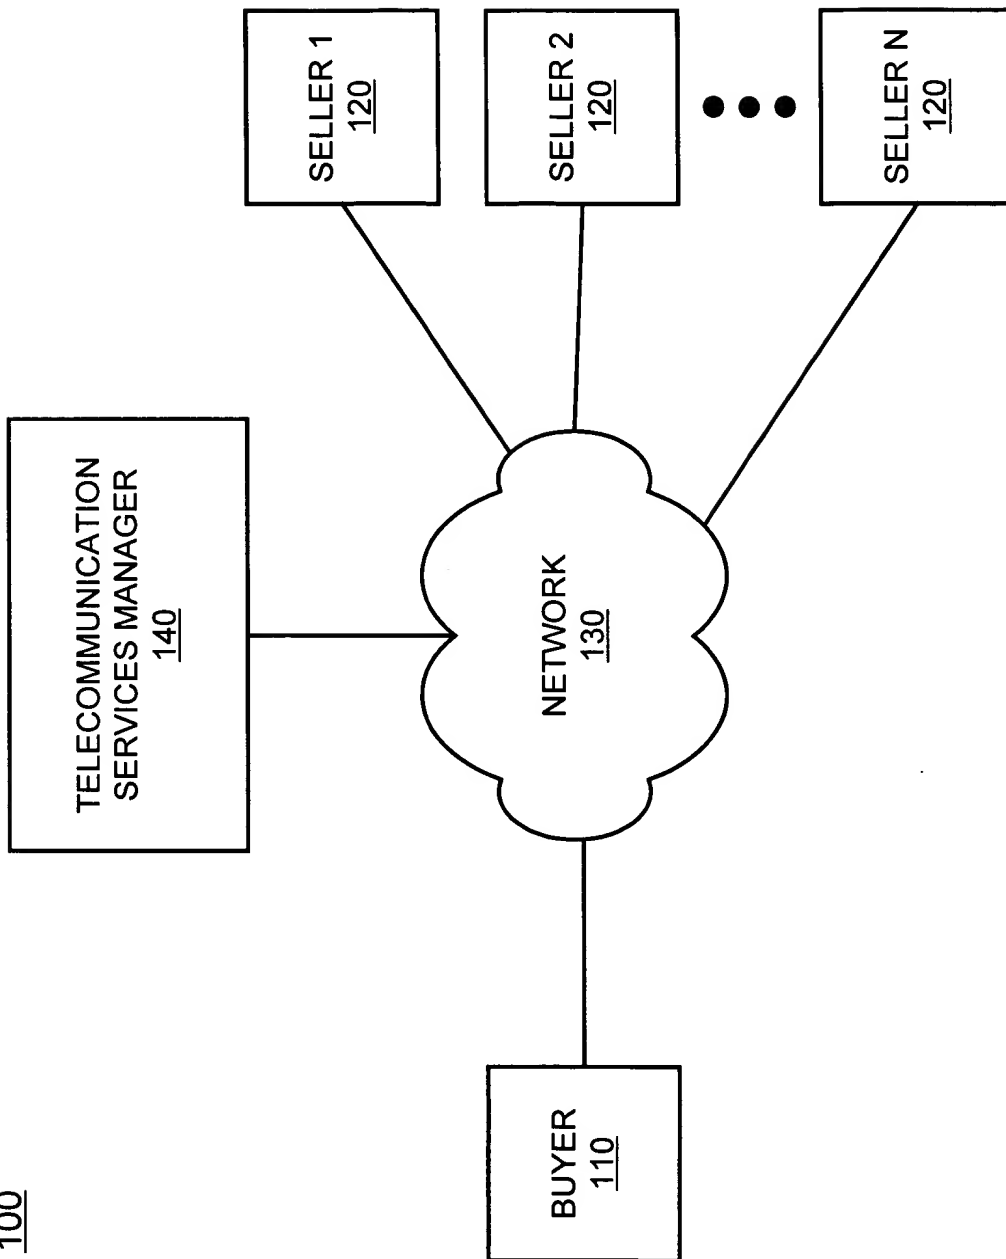 100
TELECOMMUNICATION
SERVICES MANAGER
140
BUYER
110
NETWORK
130
SELLER 1
120
SELLER 2
120
SELLER N
120